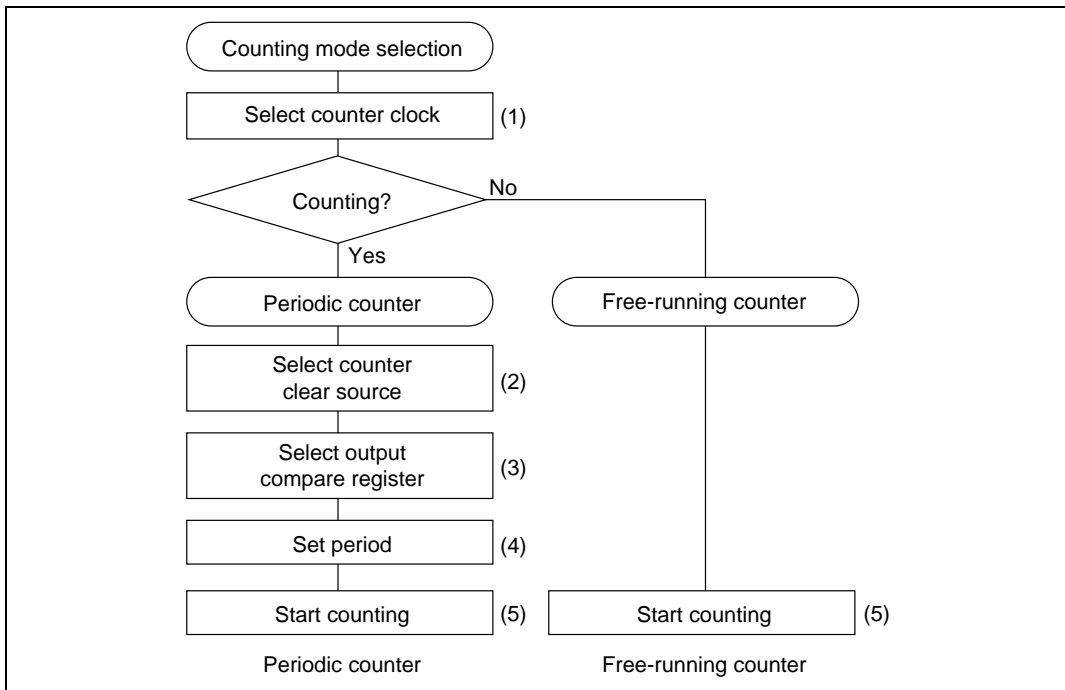 Counting mode selection
Select counter clock
(1)
Counting?
No
Yes
Periodic counter
Free-running counter
Select counter
clear source
(2)
Select output
compare register
(3)
Set period
(4)
Start counting
(5)
Start counting
(5)
Periodic counter
Free-running counter